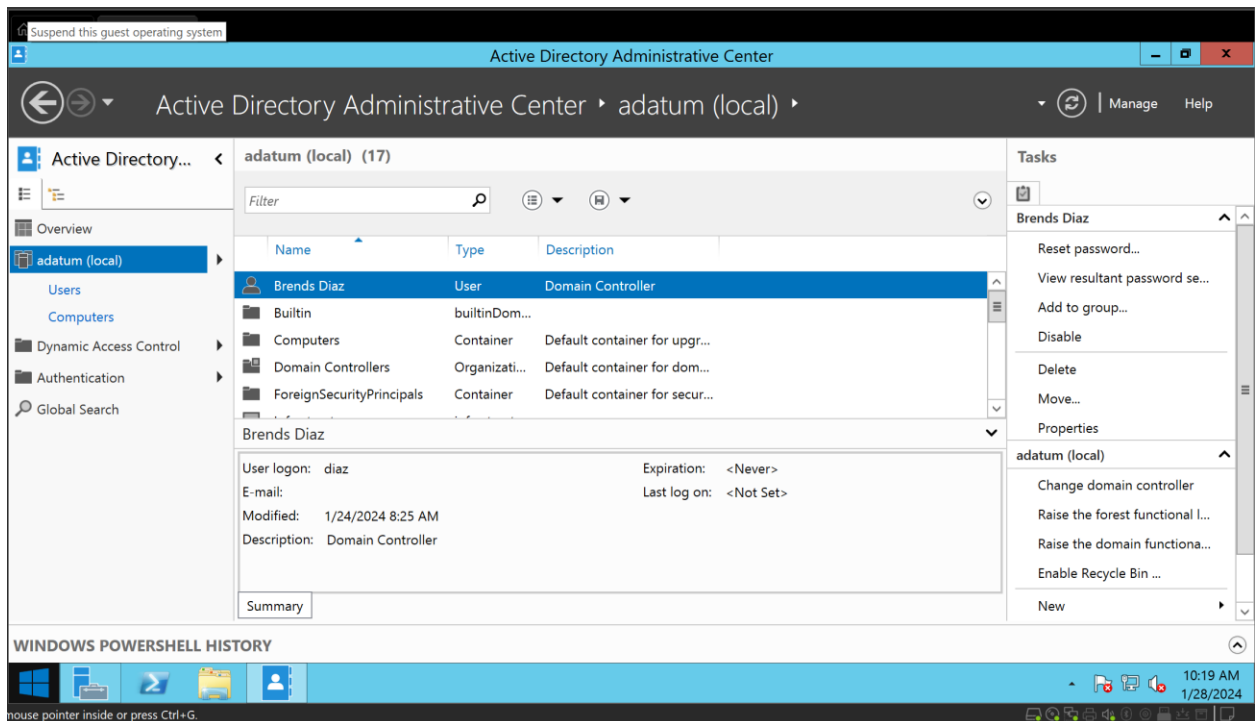 Suspend this guest operating system
Active Directory Administrative Center
Active Directory Administrative Center • adatum (local) •
Manage Help
Active Directory...
Overview
adatum (local)
Users
Computers
Dynamic Access Control
Authentication
Global Search
adatum (local) (17)
Filter
Name Type Description
Brends Diaz User Domain Controller
Builtin builtinDom...
Computers Container Default container for upgr...
Domain Controllers Organizati... Default container for dom...
ForeignSecurityPrincipals Container Default container for secur...
Brends Diaz
User logon: diaz Expiration: <Never>
E-mail: Last log on: <Not Set>
Modified: 1/24/2024 8:25 AM
Description: Domain Controller
Summary
Tasks
Brends Diaz
Reset password...
View resultant password se...
Add to group...
Disable
Delete
Move...
Properties
adatum (local)
Change domain controller
Raise the forest functional l...
Raise the domain functiona...
Enable Recycle Bin ...
New
WINDOWS POWERSHELL HISTORY
10:19 AM
1/28/2024
mouse pointer inside or press Ctrl+G.